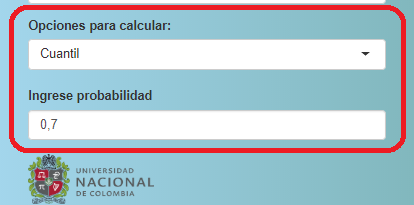 Opciones para calcular:
Cuantil
Ingrese probabilidad
0,7
UNIVERSIDAD
NACIONAL
DE COLOMBIA